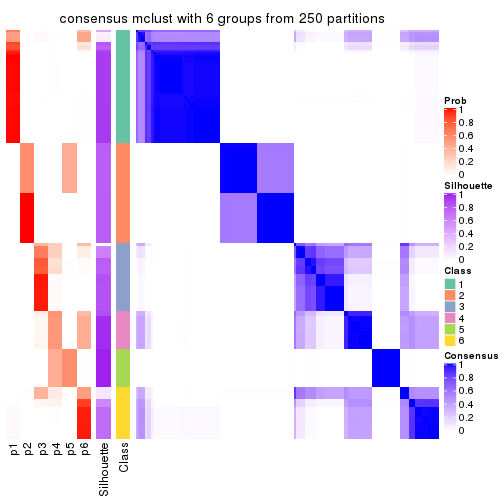 consensus mclust with 6 groups from 250 partitions
Prob
1
0.8
0.6
0.4
0.2
0
Silhouette
1
0.8
0.6
0.4
0.2
0
Class
1
2
3
4
5
6
Consensus
1
0.8
0.6
0.4
0.2
0
p1
p2
p3
p4
p5
p6
Silhouette
Class